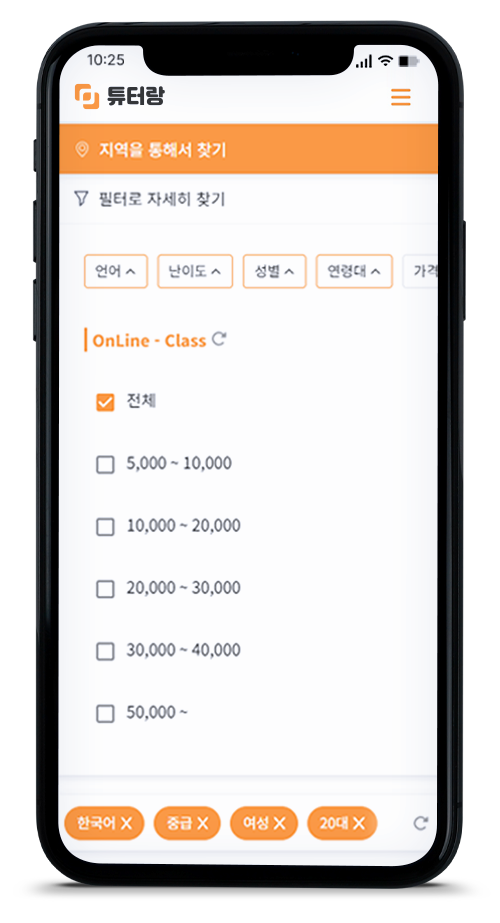 10:25
튜터랑
지역을 통해서 찾기
필터로 자세히 찾기
언어 난이도 성별 연령대 가격
OnLine - Class
전체
5,000 ~ 10,000
10,000 ~ 20,000
20,000 ~ 30,000
30,000 ~ 40,000
50,000 ~
한국어 X 중급 X 여성 X 20대 X